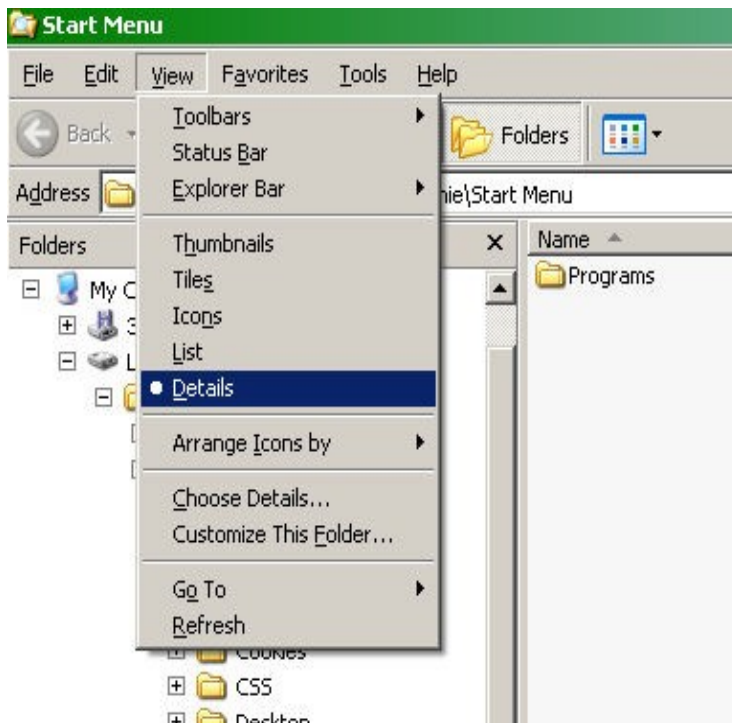 Start Menu
File Edit View Favorites Tools Help
Back Folders
Address Start Menu
Folders Name
Toolbars
Status Bar
Explorer Bar
Thumbnails
Tiles
Icons
List
Details
Arrange Icons by
Choose Details...
Customize This Folder...
Go To
Refresh
My
Programs
Cookies
CSS
Desktop